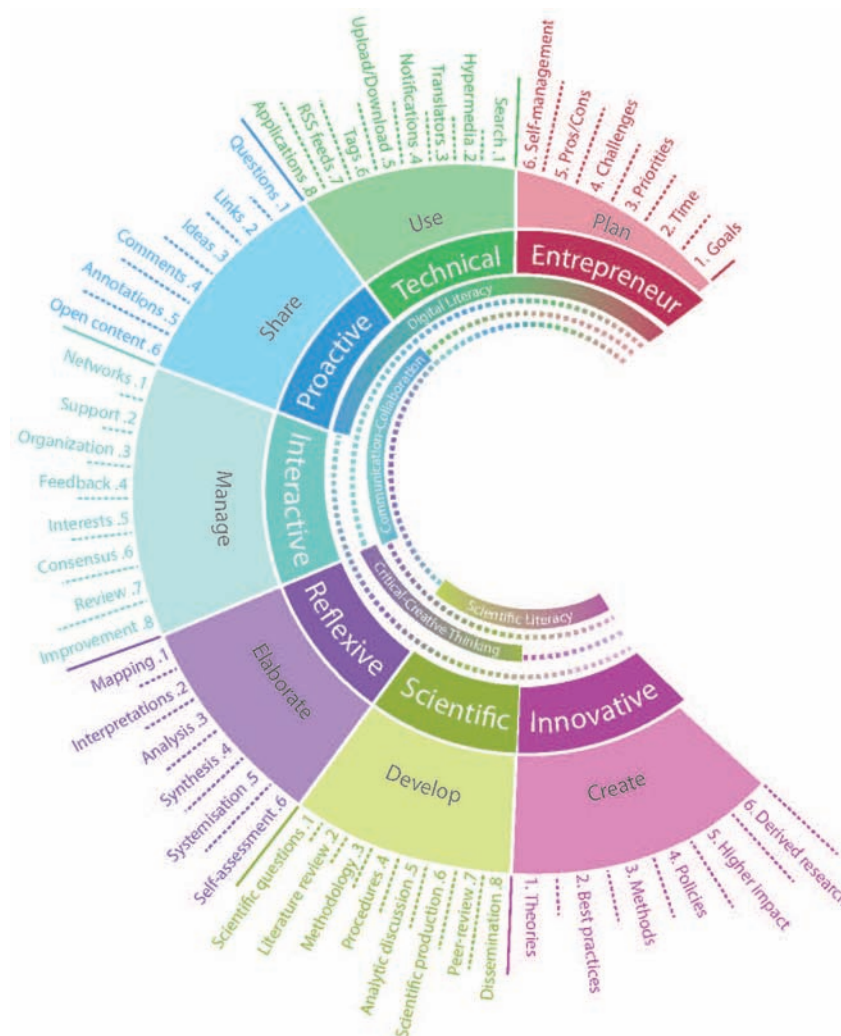 Entrepreneur
Plan
1. Goals
2. Time
3. Priorities
4. Challenges
5. Pros/Cons
6. Self-management
Technical
Use
Search .1
Hypermedia .2
Translators .3
Notifications .4
Upload/Download .5
Tags .6
RSS feeds .7
Applications .8
Proactive
Share
Questions .1
Links .2
Ideas .3
Comments .4
Annotations .5
Open content .6
Interactive
Manage
Networks .1
Support .2
Organization .3
Feedback .4
Interests .5
Consensus .6
Review .7
Improvement .8
Reflexive
Elaborate
Mapping .1
Interpretations .2
Analysis .3
Synthesis .4
Systemisation .5
Self-assessment .6
Scientific
Develop
Scientific questions .1
Literature review .2
Methodology .3
Procedures .4
Analytic discussion .5
Scientific production .6
Peer-review .7
Dissemination .8
Innovative
Create
1. Theories
2. Best practices
3. Methods
4. Policies
5. Higher impact
6. Derived research
Digital Literacy
Communication-Collaboration
Critical-Creative Thinking
Scientific Literacy